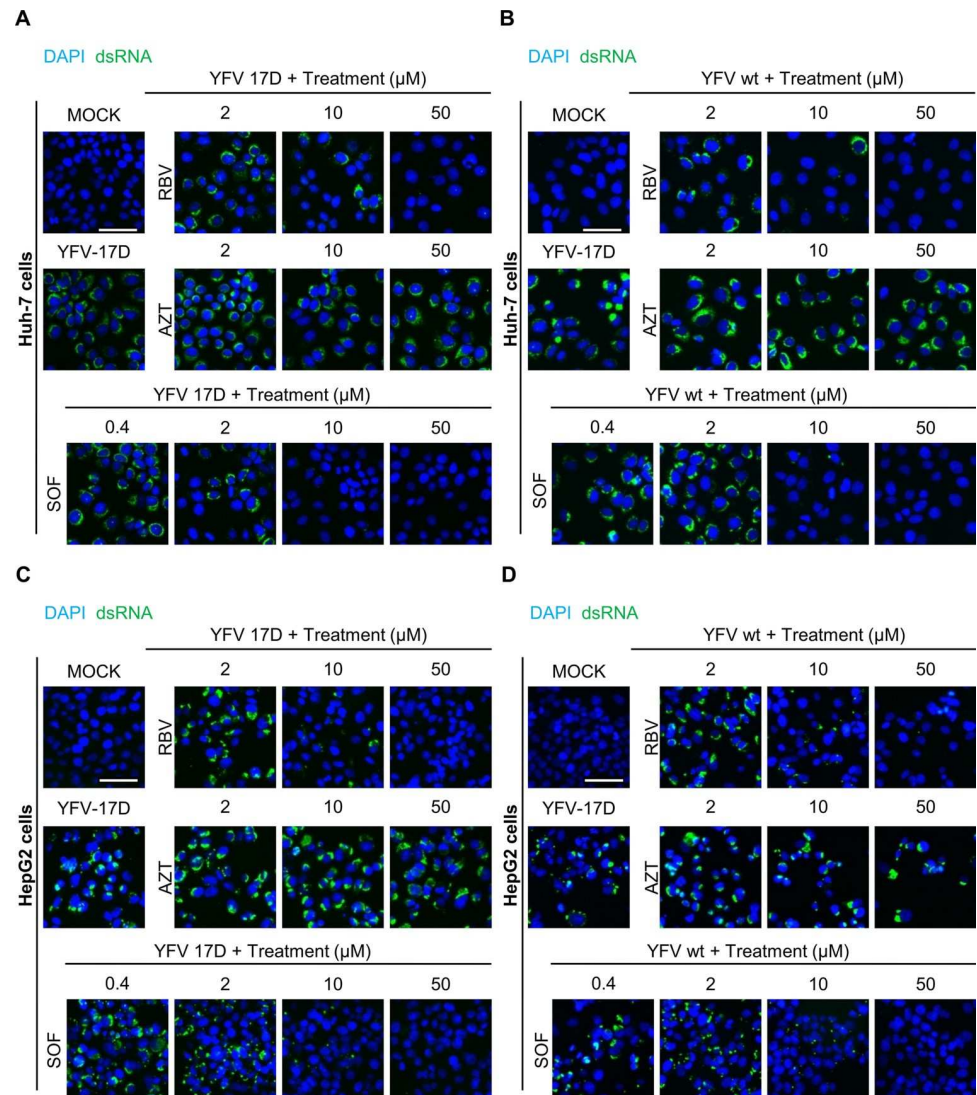 A
DAPI dsRNA
YFV 17D + Treatment (µM)
MOCK
2
10
50
RBV
Huh-7 cells
YFV-17D
2
10
50
AZT
YFV 17D + Treatment (µM)
0.4
2
10
50
SOF
B
DAPI dsRNA
YFV wt + Treatment (µM)
MOCK
2
10
50
RBV
Huh-7 cells
YFV-17D
2
10
50
AZT
YFV wt + Treatment (µM)
0.4
2
10
50
SOF
C
DAPI dsRNA
YFV 17D + Treatment (µM)
MOCK
2
10
50
RBV
HepG2 cells
YFV-17D
2
10
50
AZT
YFV 17D + Treatment (µM)
0.4
2
10
50
SOF
D
DAPI dsRNA
YFV wt + Treatment (µM)
MOCK
2
10
50
RBV
HepG2 cells
YFV-17D
2
10
50
AZT
YFV wt + Treatment (µM)
0.4
2
10
50
SOF